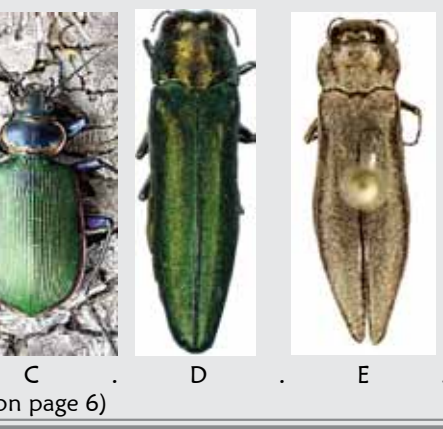 C . D . E .
on page 6)